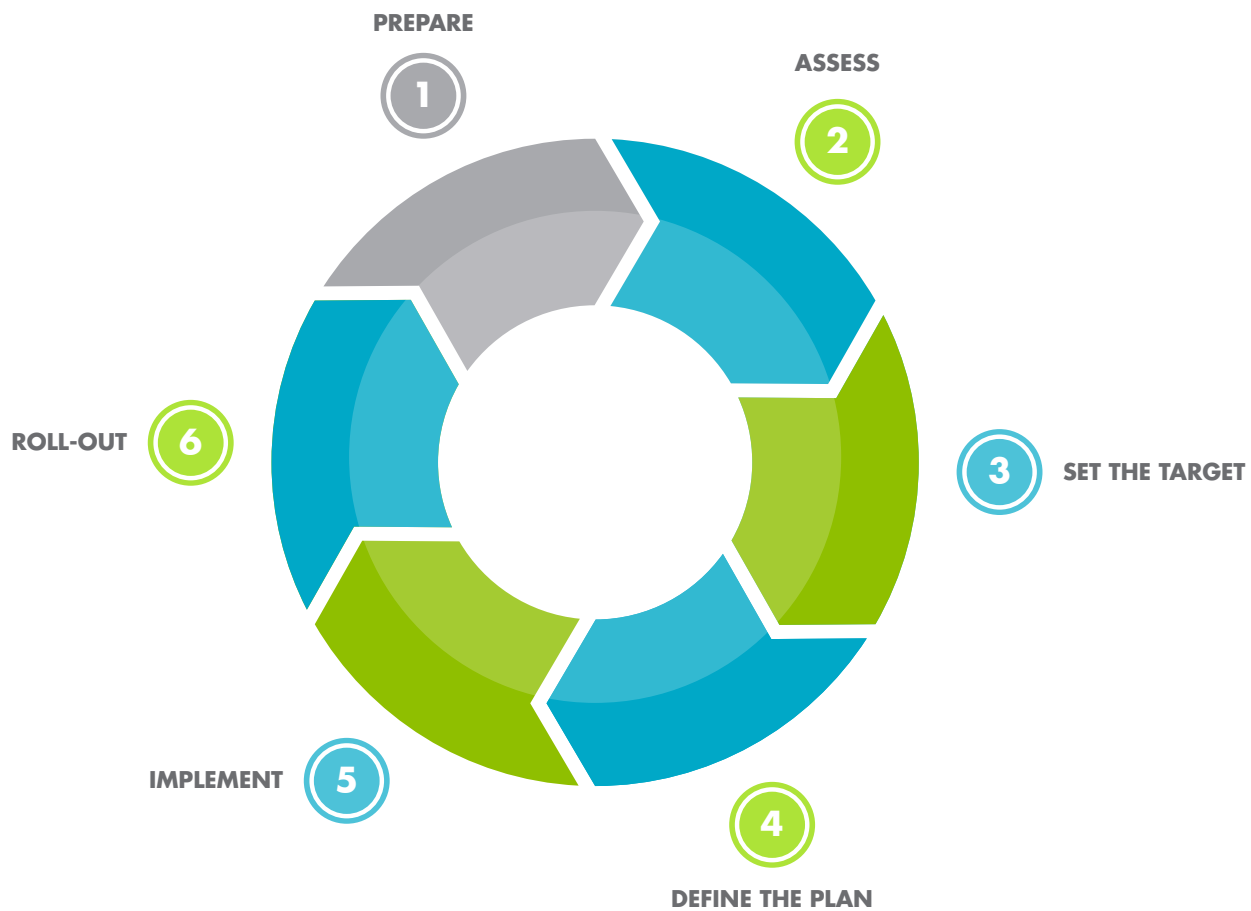 PREPARE
1
ASSESS
2
3
SET THE TARGET
4
DEFINE THE PLAN
5
IMPLEMENT
6
ROLL-OUT